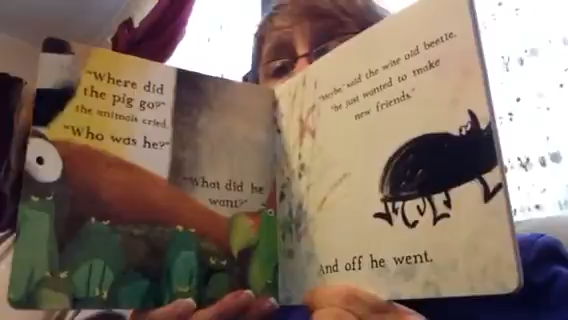 "Where did
the pig go?"
the animals cried.
"Who was he?"
"What did he
want?"
"Maybe," said the wise old beetle,
"he just wanted to make
new friends."
And off he went.